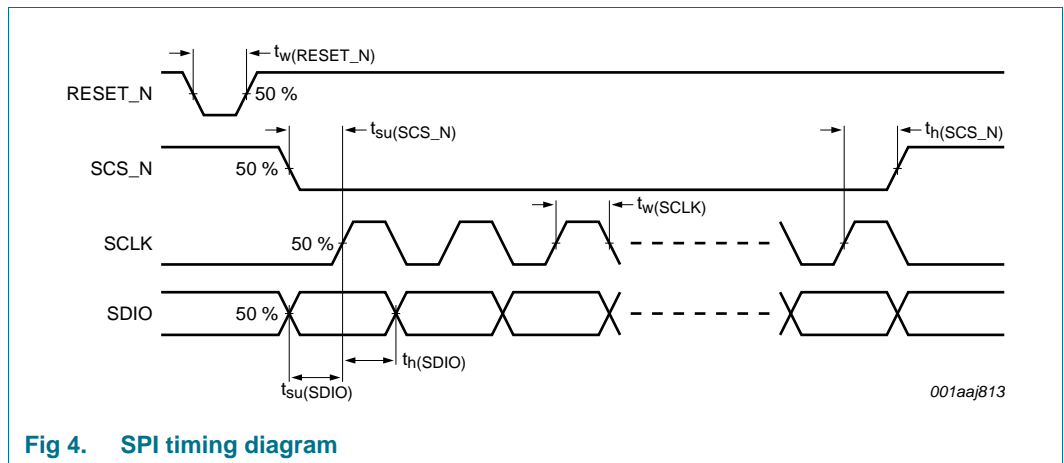 tw(RESET_N)
RESET_N
50 %
tsu(SCS_N)
th(SCS_N)
SCS_N
50 %
tw(SCLK)
SCLK
50 %
SDIO
50 %
th(SDIO)
tsu(SDIO)
001aaj813
Fig 4. SPI timing diagram